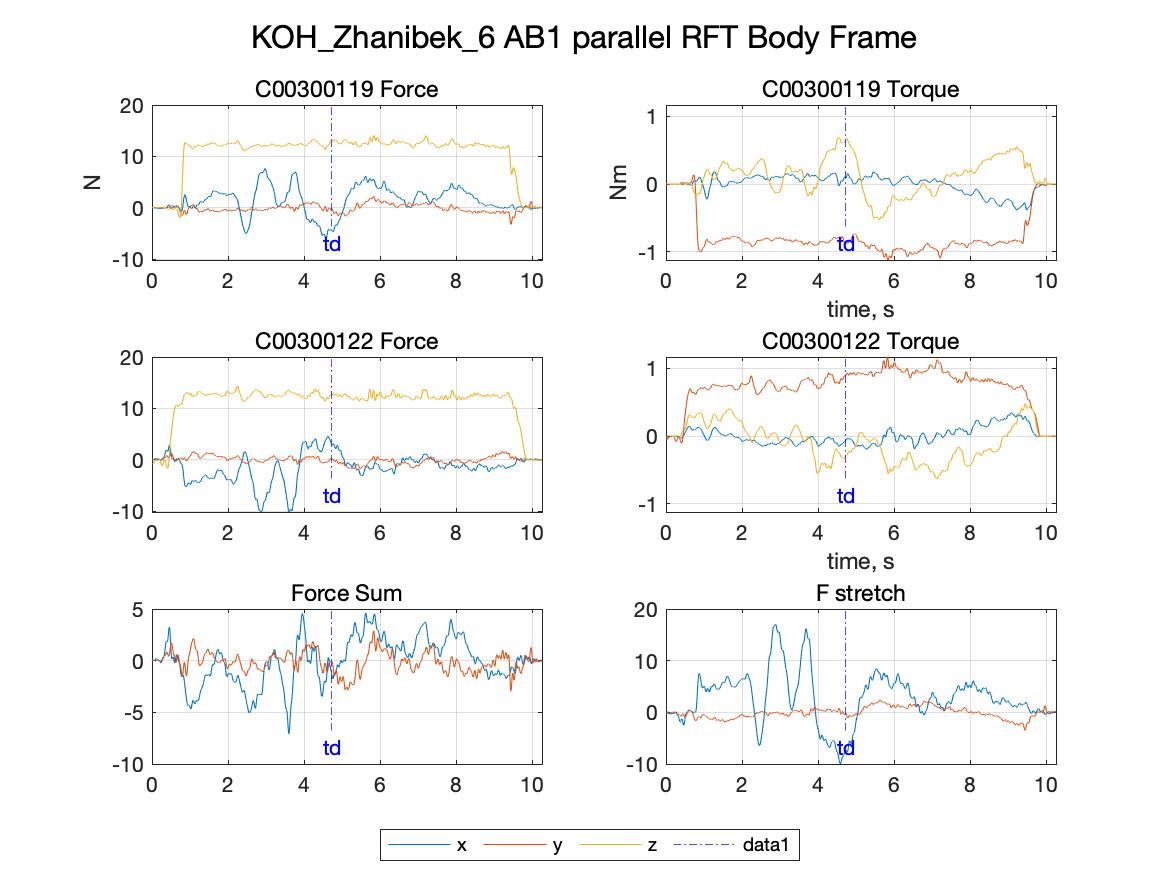 KOH_Zhanibek_6 AB1 parallel RFT Body Frame
C00300119 Force
C00300119 Torque
20
10
0
-10
N
0 2 4 6 8 10
td
1
0
-1
Nm
0 2 4 6 8 10
time, s
td
C00300122 Force
C00300122 Torque
20
10
0
-10
0 2 4 6 8 10
td
1
0
-1
0 2 4 6 8 10
time, s
td
Force Sum
F stretch
5
0
-5
-10
0 2 4 6 8 10
td
20
10
0
-10
0 2 4 6 8 10
td
x y z data1